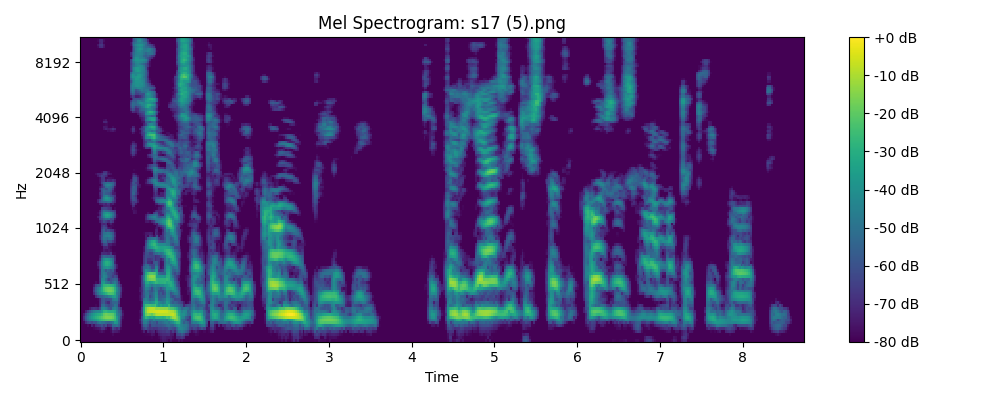 Mel Spectrogram: s17 (5).png
+0 dB
8192
-10 dB
4096
-20 dB
-30 dB
Hz
2048
-40 dB
1024
-50 dB
-60 dB
512
-70 dB
0
-80 dB
0 1 2 3 4 5 6 7 8
Time